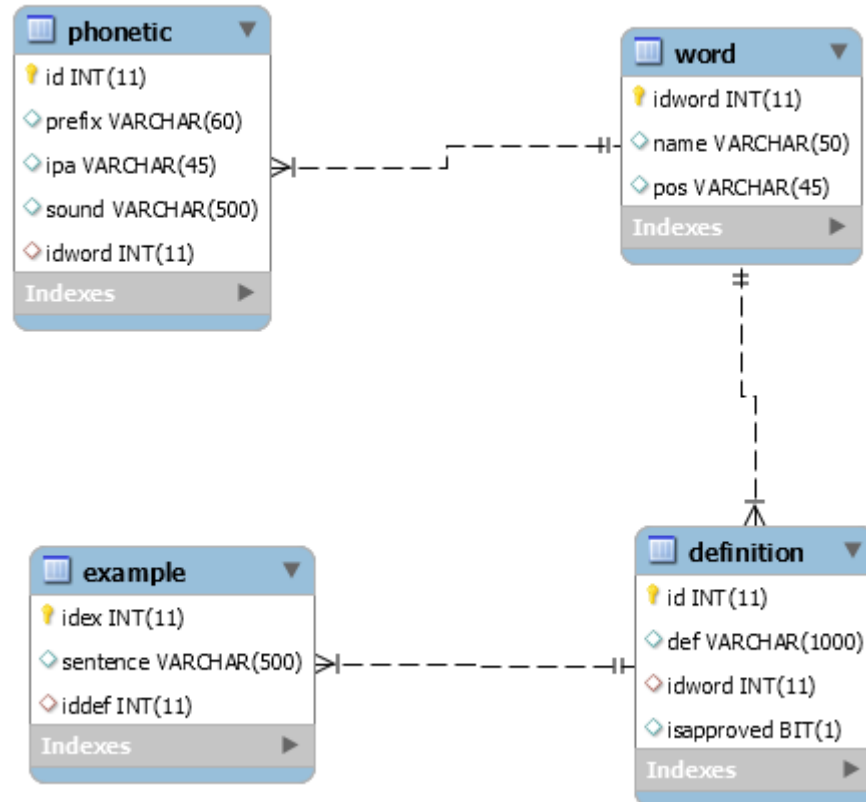 phonetic
id INT(11)
prefix VARCHAR(60)
ipa VARCHAR(45)
sound VARCHAR(500)
idword INT(11)
Indexes
word
idword INT(11)
name VARCHAR(50)
pos VARCHAR(45)
Indexes
example
idex INT(11)
sentence VARCHAR(500)
iddef INT(11)
Indexes
definition
id INT(11)
def VARCHAR(1000)
idword INT(11)
isapproved BIT(1)
Indexes